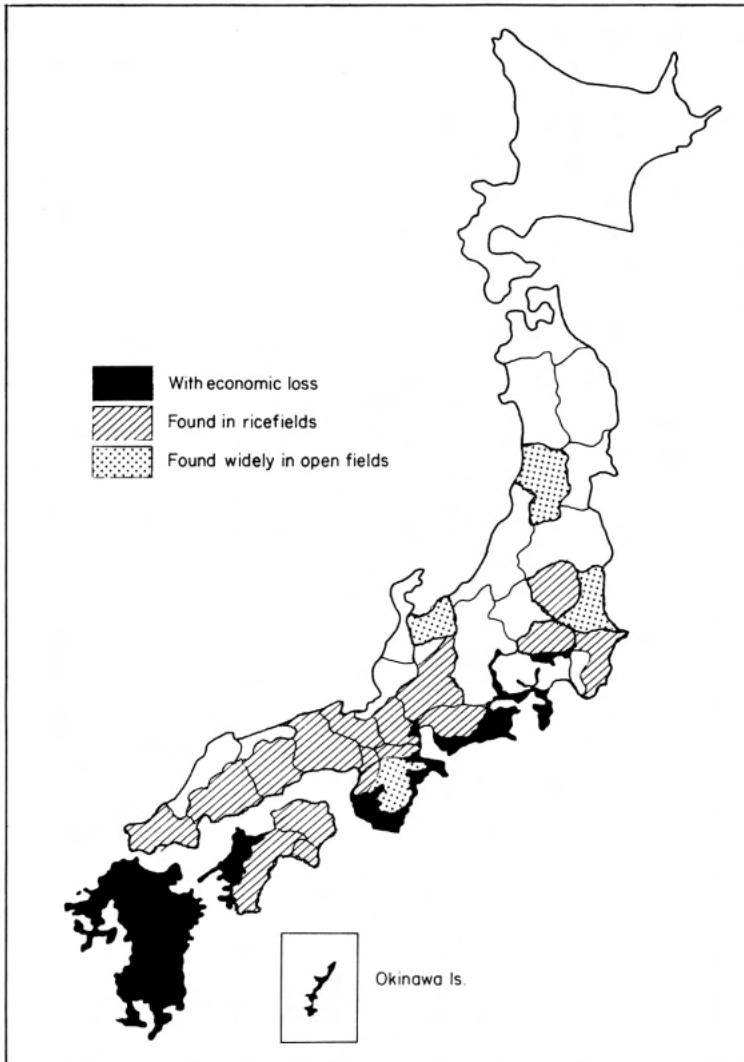 With economic loss
Found in ricefields
Found widely in open fields
Okinawa Is.